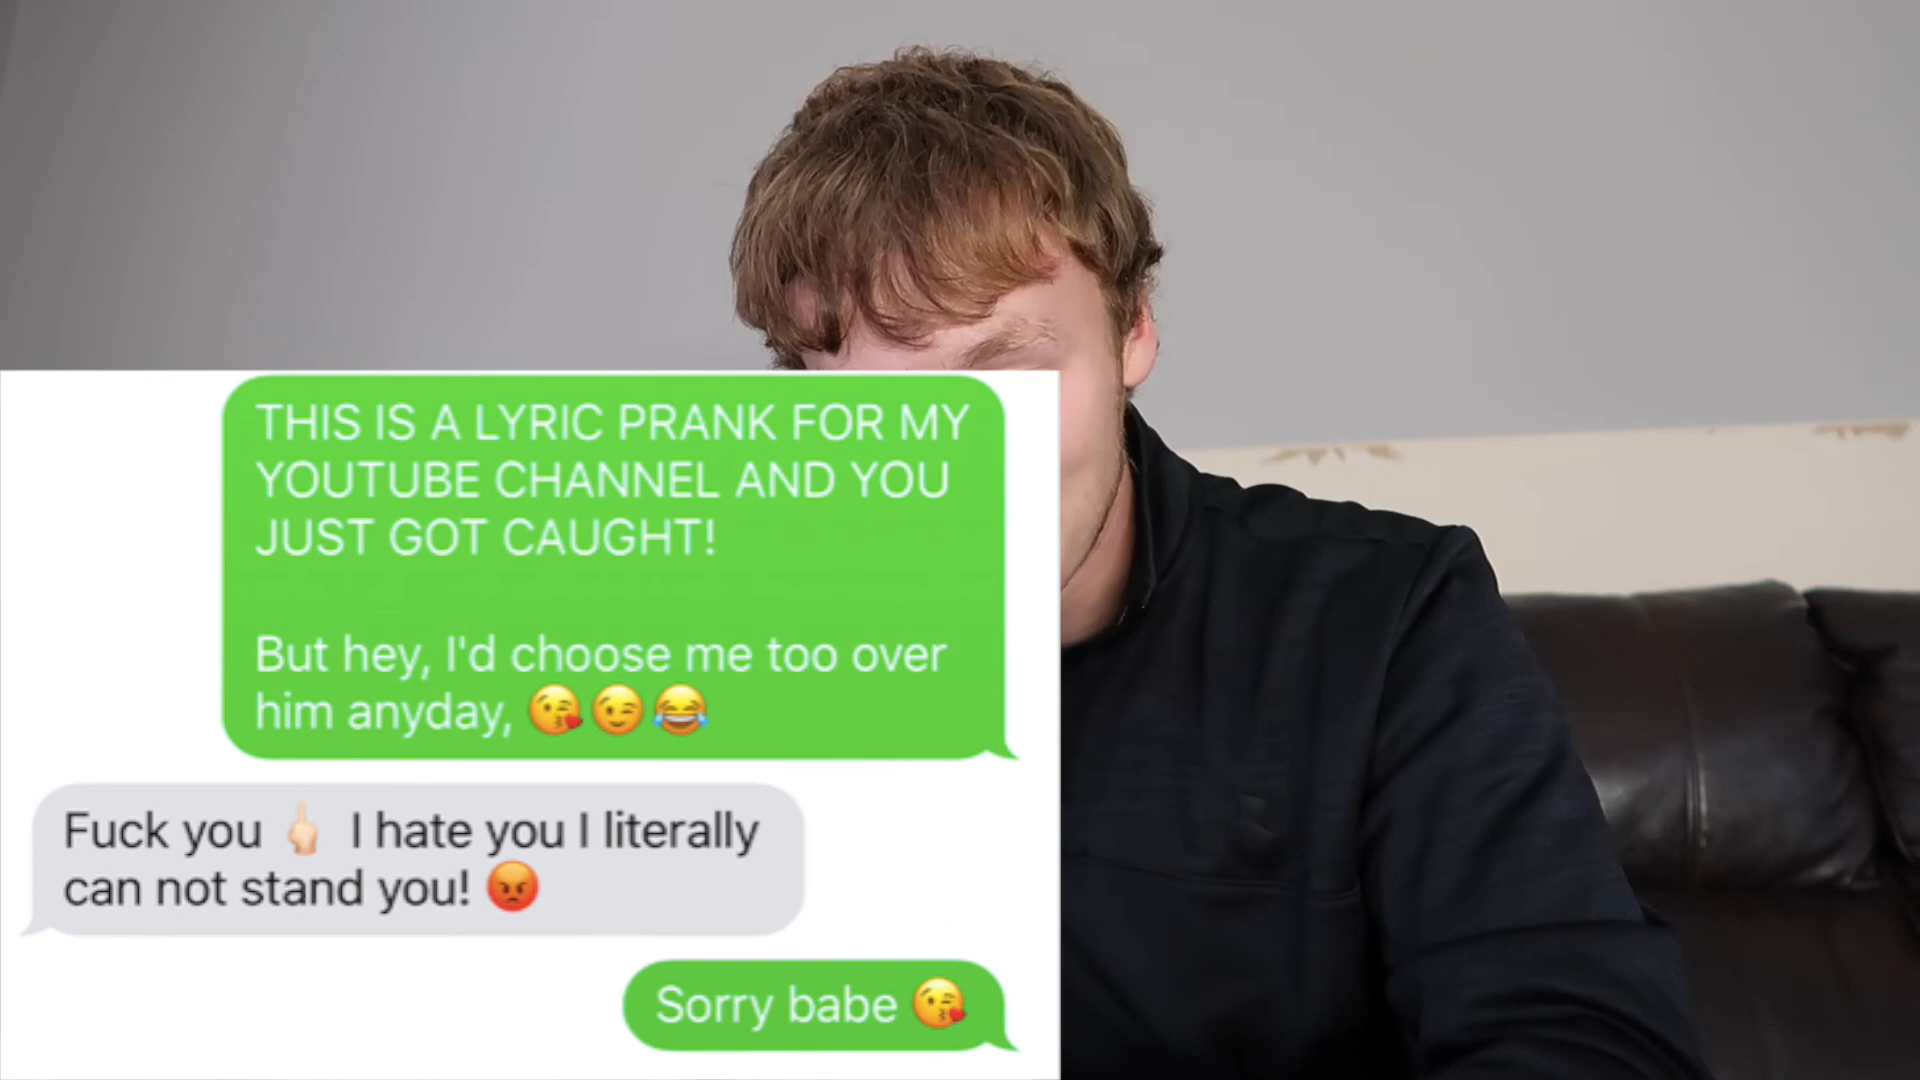 THIS IS A LYRIC PRANK FOR MY
YOUTUBE CHANNEL AND YOU
JUST GOT CAUGHT!
But hey, I'd choose me too over
him anyday, 😘😉😂
Fuck you 🖕🏻 I hate you I literally
can not stand you! 😡
Sorry babe 😘